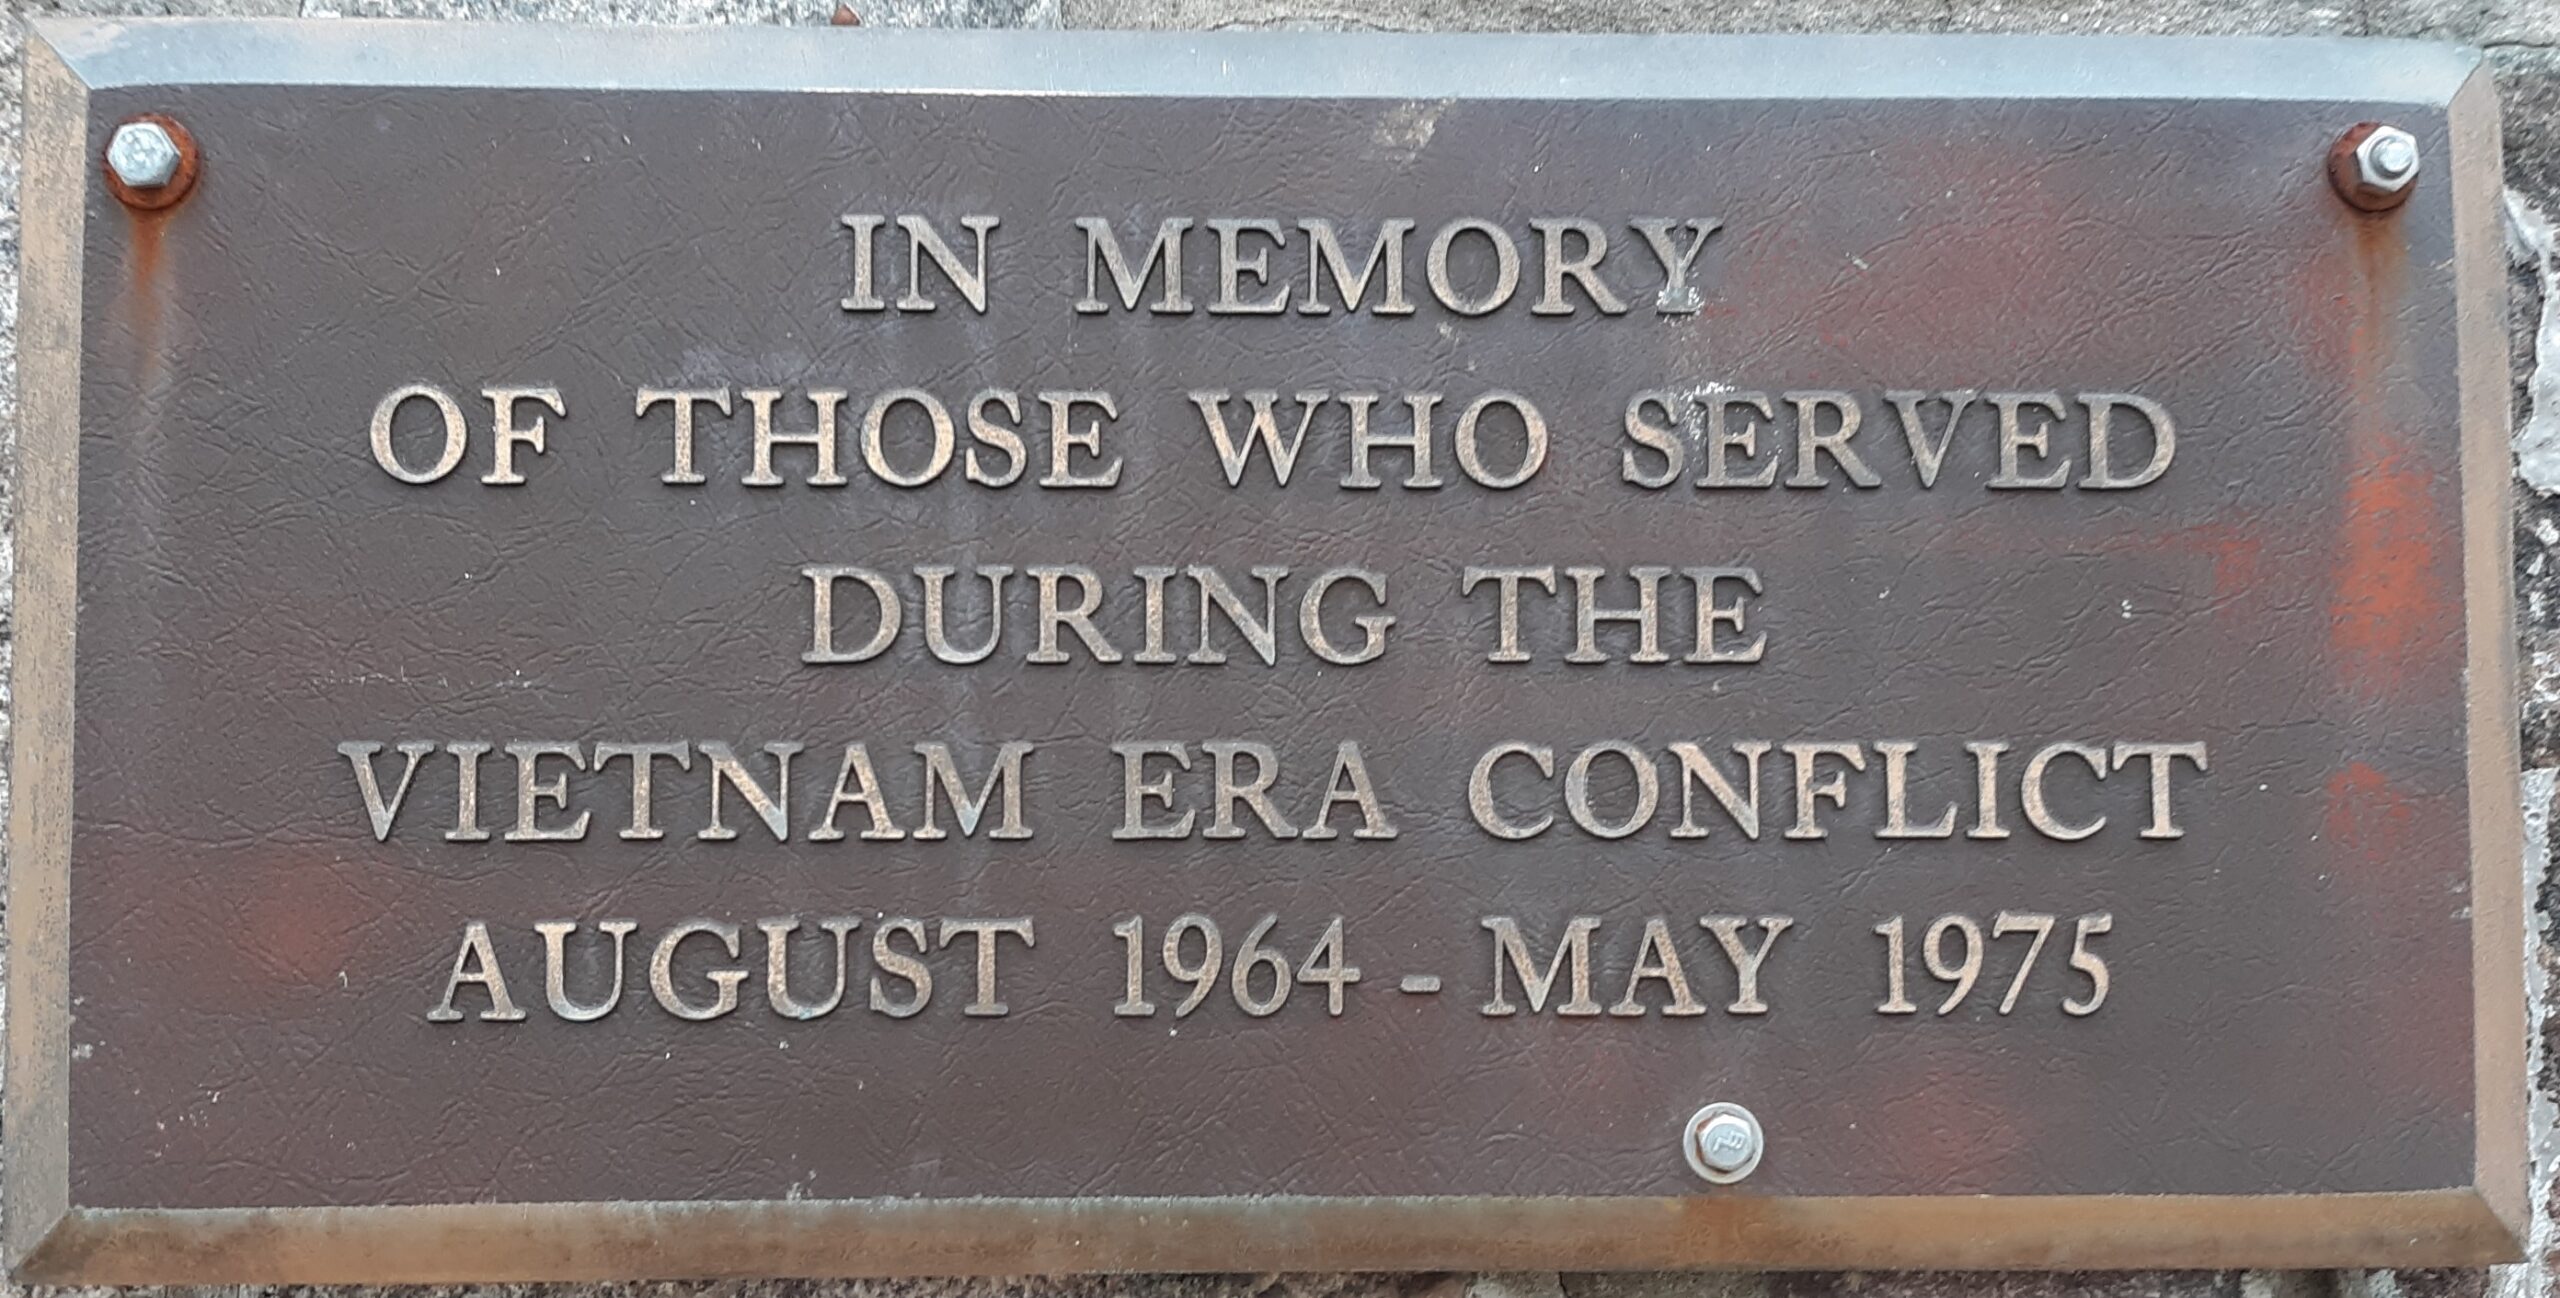 IN MEMORY
OF THOSE WHO SERVED
DURING THE
VIETNAM ERA CONFLICT
AUGUST 1964 - MAY 1975